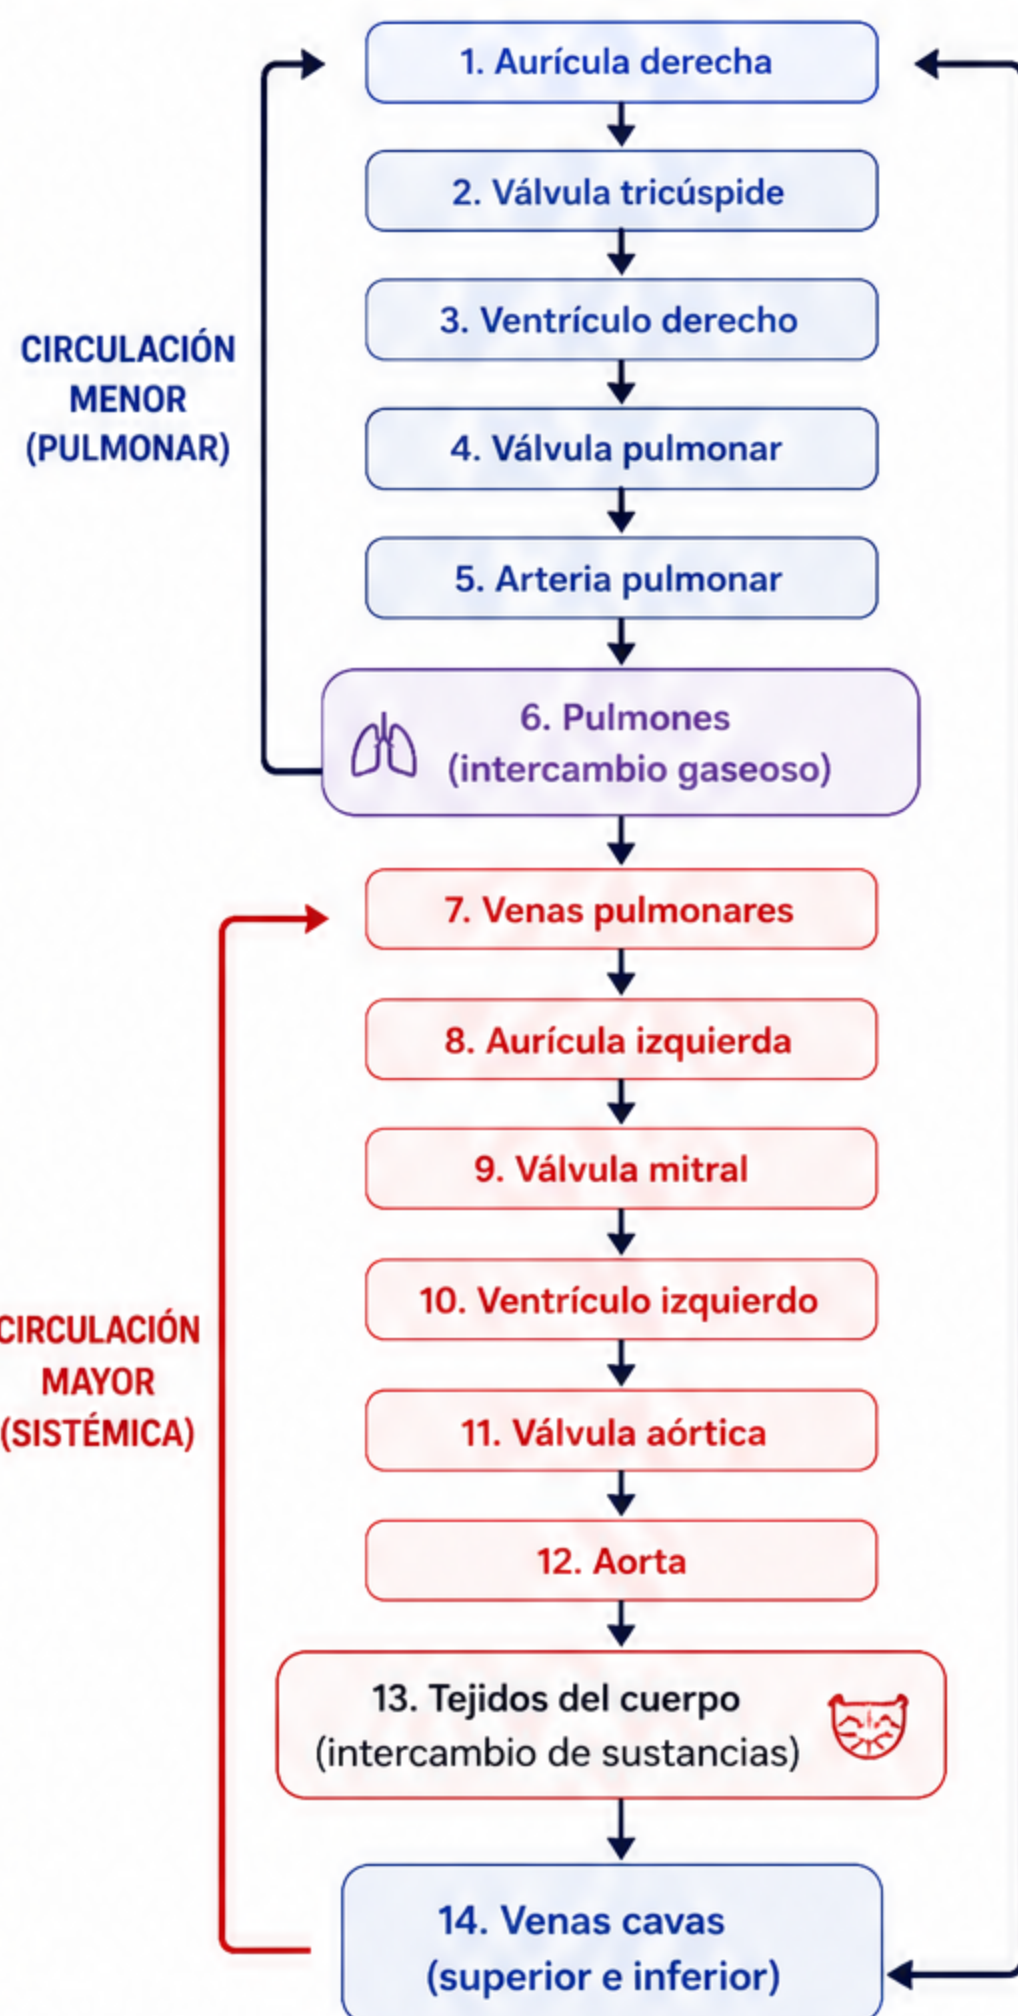 1. Aurícula derecha
2. Válvula tricúspide
3. Ventrículo derecho
4. Válvula pulmonar
5. Arteria pulmonar
CIRCULACIÓN
MENOR
(PULMONAR)
6. Pulmones
(intercambio gaseoso)
7. Venas pulmonares
8. Aurícula izquierda
9. Válvula mitral
10. Ventrículo izquierdo
11. Válvula aórtica
12. Aorta
CIRCULACIÓN
MAYOR
(SISTÉMICA)
13. Tejidos del cuerpo
(intercambio de sustancias)
14. Venas cavas
(superior e inferior)